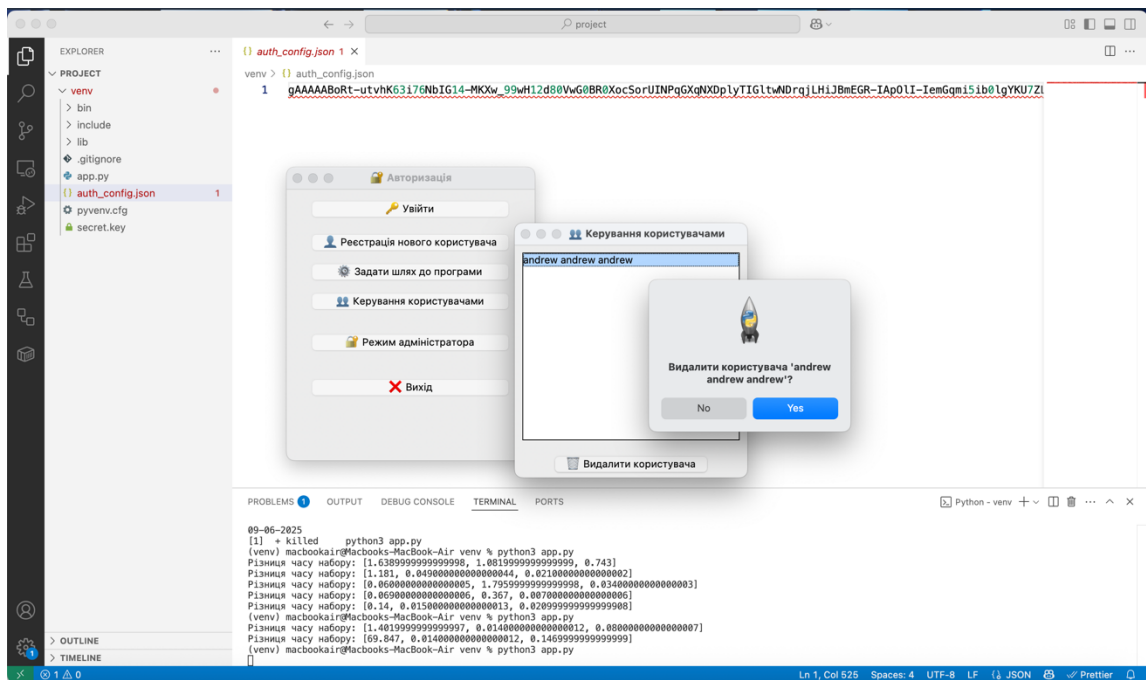 project
EXPLORER
PROJECT
venv
bin
include
lib
.gitignore
app.py
auth_config.json 1
pyvenv.cfg
secret.key
OUTLINE
TIMELINE
auth_config.json 1
venv > auth_config.json
1 gAAAAABoRt-utvhK63i76NbIG14-MKXw_99wH12d80VwG0BR0XocSorUINPqGXqNXDplyTIGltwNDrqjLHiJBmEGR-IApOlI-IemGqmi5ib0lgYKU7ZL
Авторизація
Увійти
Реєстрація нового користувача
Задати шлях до програми
Керування користувачами
Режим адміністратора
Вихід
Керування користувачами
andrew andrew andrew
Видалити користувача
Видалити користувача 'andrew
andrew andrew'?
No Yes
PROBLEMS 1 OUTPUT DEBUG CONSOLE TERMINAL PORTS
Python - venv
09-06-2025
[1] + killed python3 app.py
(venv) macbookair@Macbooks-MacBook-Air venv % python3 app.py
Різниця часу набору: [1.6389999999999998, 1.0819999999999999, 0.743]
Різниця часу набору: [1.181, 0.049000000000000044, 0.02100000000000002]
Різниця часу набору: [0.06000000000000005, 1.7959999999999998, 0.03400000000000003]
Різниця часу набору: [0.06900000000000006, 0.367, 0.007000000000000006]
Різниця часу набору: [0.14, 0.015000000000000013, 0.020999999999999908]
(venv) macbookair@Macbooks-MacBook-Air venv % python3 app.py
Різниця часу набору: [1.4019999999999997, 0.014000000000000012, 0.08000000000000007]
Різниця часу набору: [69.847, 0.014000000000000012, 0.1469999999999999]
(venv) macbookair@Macbooks-MacBook-Air venv % python3 app.py
1 0 Ln 1, Col 525 Spaces: 4 UTF-8 LF JSON Prettier